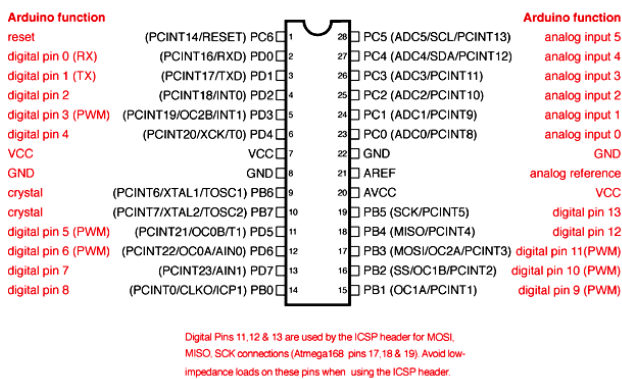 Arduino function Arduino function
reset (PCINT14/RESET) PC6 1 28 PC5 (ADC5/SCL/PCINT13) analog input 5
digital pin 0 (RX) (PCINT16/RXD) PD0 2 27 PC4 (ADC4/SDA/PCINT12) analog input 4
digital pin 1 (TX) (PCINT17/TXD) PD1 3 26 PC3 (ADC3/PCINT11) analog input 3
digital pin 2 (PCINT18/INT0) PD2 4 25 PC2 (ADC2/PCINT10) analog input 2
digital pin 3 (PWM) (PCINT19/OC2B/INT1) PD3 5 24 PC1 (ADC1/PCINT9) analog input 1
digital pin 4 (PCINT20/XCK/T0) PD4 6 23 PC0 (ADC0/PCINT8) analog input 0
VCC VCC 7 22 GND GND
GND GND 8 21 AREF analog reference
crystal (PCINT6/XTAL1/TOSC1) PB6 9 20 AVCC VCC
crystal (PCINT7/XTAL2/TOSC2) PB7 10 19 PB5 (SCK/PCINT5) digital pin 13
digital pin 5 (PWM) (PCINT21/OC0B/T1) PD5 11 18 PB4 (MISO/PCINT4) digital pin 12
digital pin 6 (PWM) (PCINT22/OC0A/AIN0) PD6 12 17 PB3 (MOSI/OC2A/PCINT3) digital pin 11(PWM)
digital pin 7 (PCINT23/AIN1) PD7 13 16 PB2 (SS/OC1B/PCINT2) digital pin 10 (PWM)
digital pin 8 (PCINT0/CLKO/ICP1) PB0 14 15 PB1 (OC1A/PCINT1) digital pin 9 (PWM)
Digital Pins 11,12 & 13 are used by the ICSP header for MOSI,
MISO, SCK connections (Atmega168 pins 17,18 & 19). Avoid low-
impedance loads on these pins when using the ICSP header.